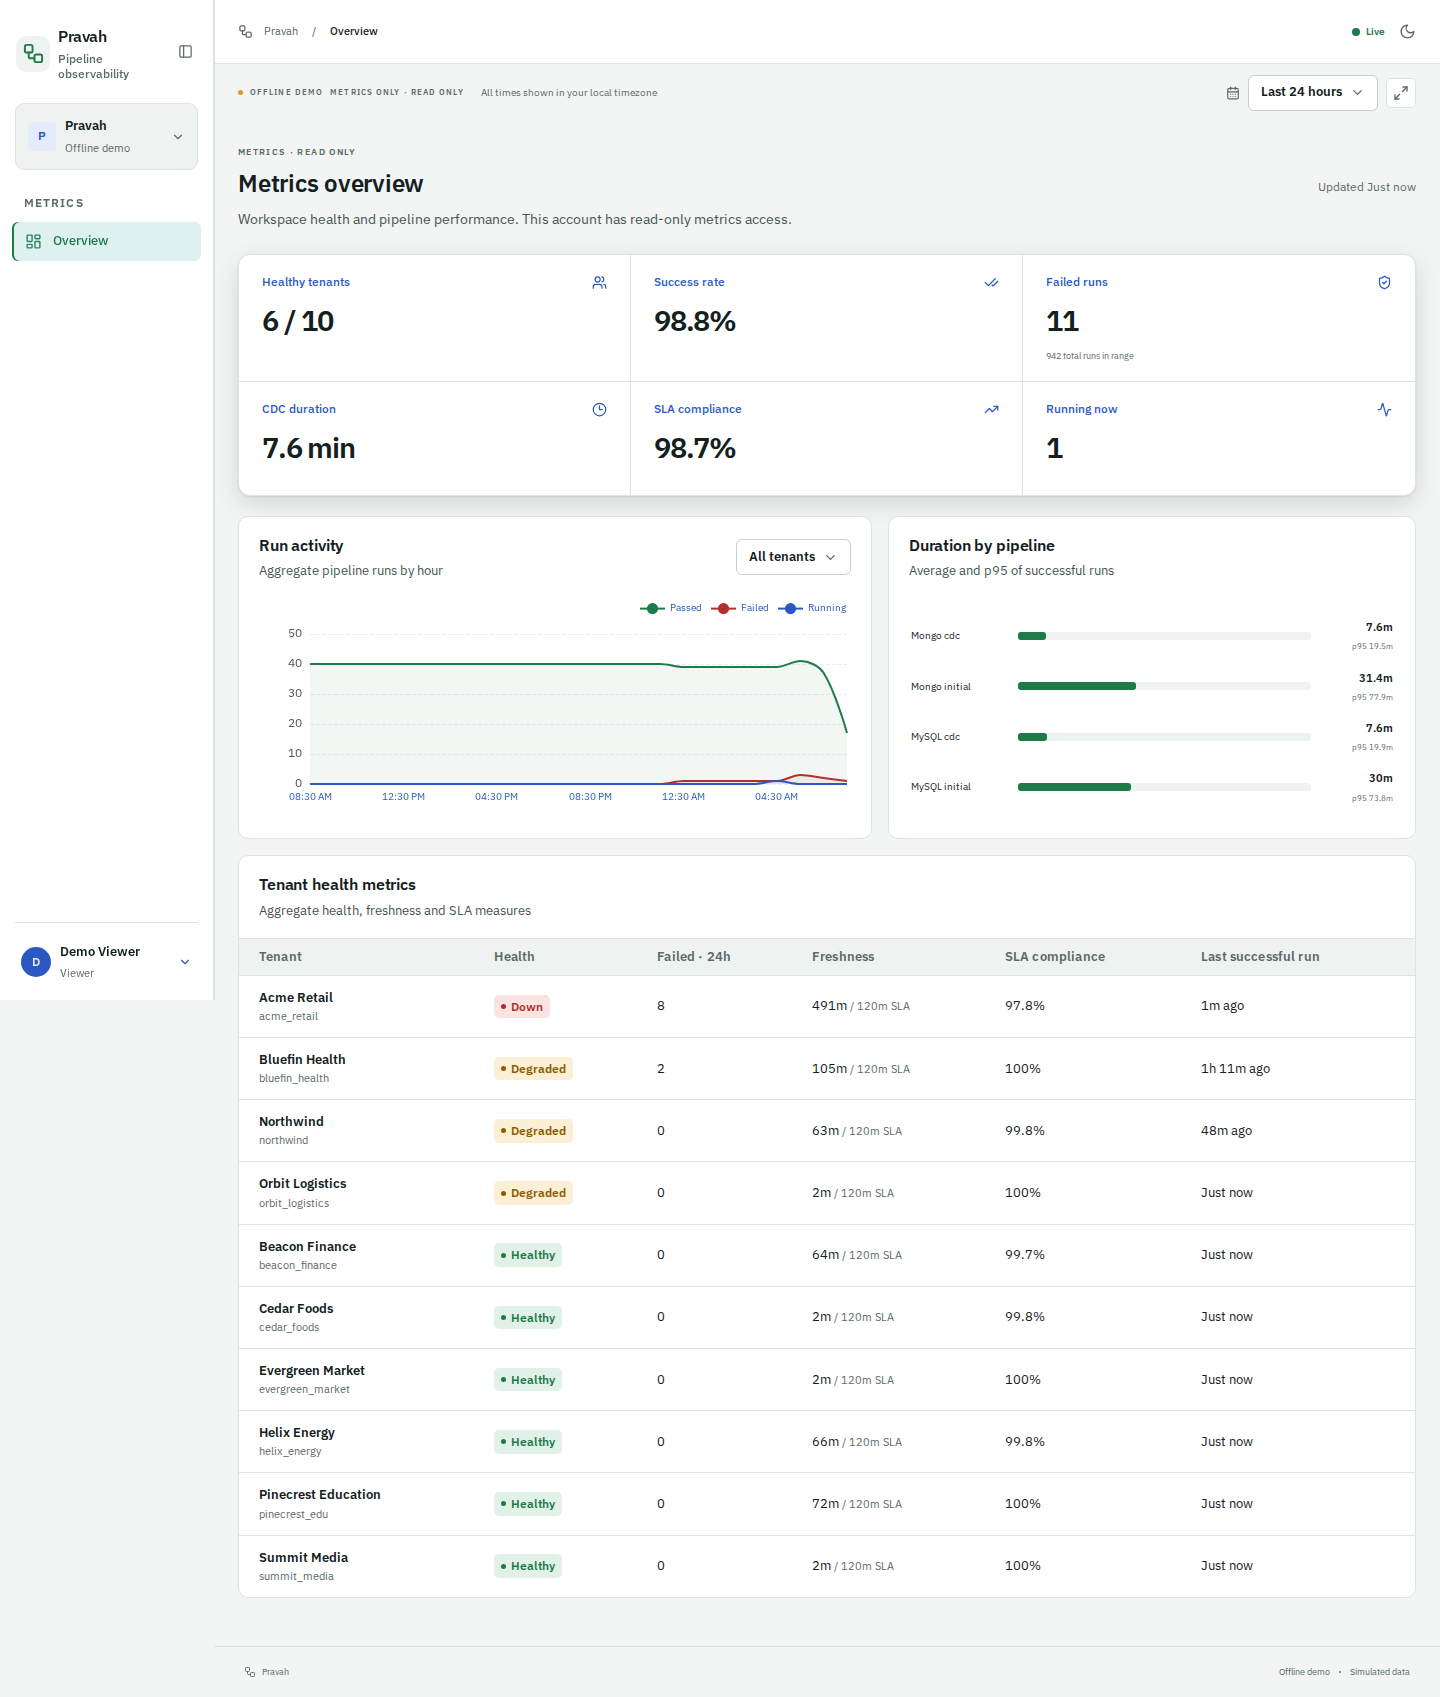 Pravah
Pipeline
observability
P
Pravah
Offline demo
METRICS
Overview
D
Demo Viewer
Viewer
Pravah / Overview
Live
OFFLINE DEMO METRICS ONLY · READ ONLY All times shown in your local timezone
Last 24 hours
METRICS · READ ONLY
Metrics overview
Updated Just now
Workspace health and pipeline performance. This account has read-only metrics access.
Healthy tenants
6 / 10
Success rate
98.8%
Failed runs
11
942 total runs in range
CDC duration
7.6 min
SLA compliance
98.7%
Running now
1
Run activity
Aggregate pipeline runs by hour
All tenants
Passed Failed Running
50
40
30
20
10
0
08:30 AM 12:30 PM 04:30 PM 08:30 PM 12:30 AM 04:30 AM
Duration by pipeline
Average and p95 of successful runs
Mongo cdc 7.6m
p95 19.5m
Mongo initial 31.4m
p95 77.9m
MySQL cdc 7.6m
p95 19.9m
MySQL initial 30m
p95 73.8m
Tenant health metrics
Aggregate health, freshness and SLA measures
Tenant Health Failed · 24h Freshness SLA compliance Last successful run
Acme Retail
acme_retail
Down 8 491m / 120m SLA 97.8% 1m ago
Bluefin Health
bluefin_health
Degraded 2 105m / 120m SLA 100% 1h 11m ago
Northwind
northwind
Degraded 0 63m / 120m SLA 99.8% 48m ago
Orbit Logistics
orbit_logistics
Degraded 0 2m / 120m SLA 100% Just now
Beacon Finance
beacon_finance
Healthy 0 64m / 120m SLA 99.7% Just now
Cedar Foods
cedar_foods
Healthy 0 2m / 120m SLA 99.8% Just now
Evergreen Market
evergreen_market
Healthy 0 2m / 120m SLA 100% Just now
Helix Energy
helix_energy
Healthy 0 66m / 120m SLA 99.8% Just now
Pinecrest Education
pinecrest_edu
Healthy 0 72m / 120m SLA 100% Just now
Summit Media
summit_media
Healthy 0 2m / 120m SLA 100% Just now
Pravah
Offline demo · Simulated data